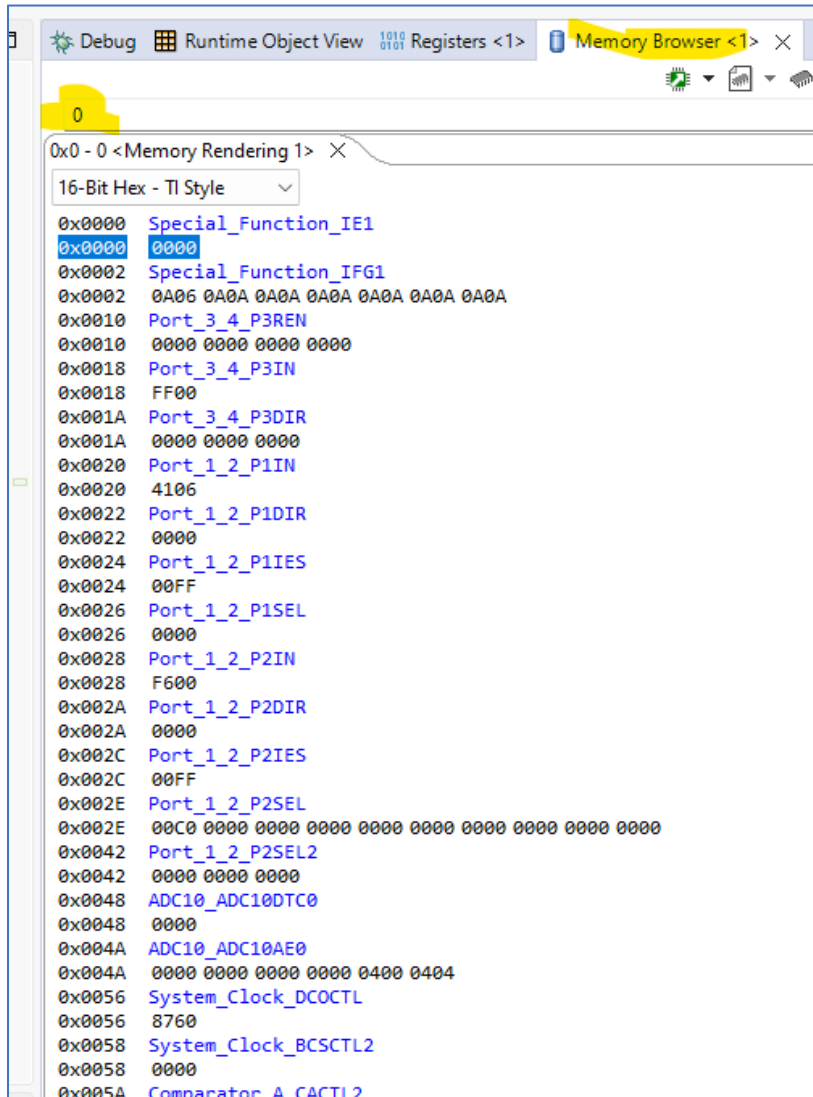 Debug Runtime Object View Registers <1> Memory Browser <1>
0
0x0 - 0 <Memory Rendering 1>
16-Bit Hex - TI Style
0x0000 Special_Function_IE1
0x0000 0000
0x0002 Special_Function_IFG1
0x0002 0A06 0A0A 0A0A 0A0A 0A0A 0A0A 0A0A
0x0010 Port_3_4_P3REN
0x0010 0000 0000 0000 0000
0x0018 Port_3_4_P3IN
0x0018 FF00
0x001A Port_3_4_P3DIR
0x001A 0000 0000 0000
0x0020 Port_1_2_P1IN
0x0020 4106
0x0022 Port_1_2_P1DIR
0x0022 0000
0x0024 Port_1_2_P1IES
0x0024 00FF
0x0026 Port_1_2_P1SEL
0x0026 0000
0x0028 Port_1_2_P2IN
0x0028 F600
0x002A Port_1_2_P2DIR
0x002A 0000
0x002C Port_1_2_P2IES
0x002C 00FF
0x002E Port_1_2_P2SEL
0x002E 00C0 0000 0000 0000 0000 0000 0000 0000 0000 0000
0x0042 Port_1_2_P2SEL2
0x0042 0000 0000 0000
0x0048 ADC10_ADC10DTC0
0x0048 0000
0x004A ADC10_ADC10AE0
0x004A 0000 0000 0000 0000 0400 0404
0x0056 System_Clock_DCOCTL
0x0056 8760
0x0058 System_Clock_BCSCTL2
0x0058 0000
0x005A Comparator_A_CACTL2